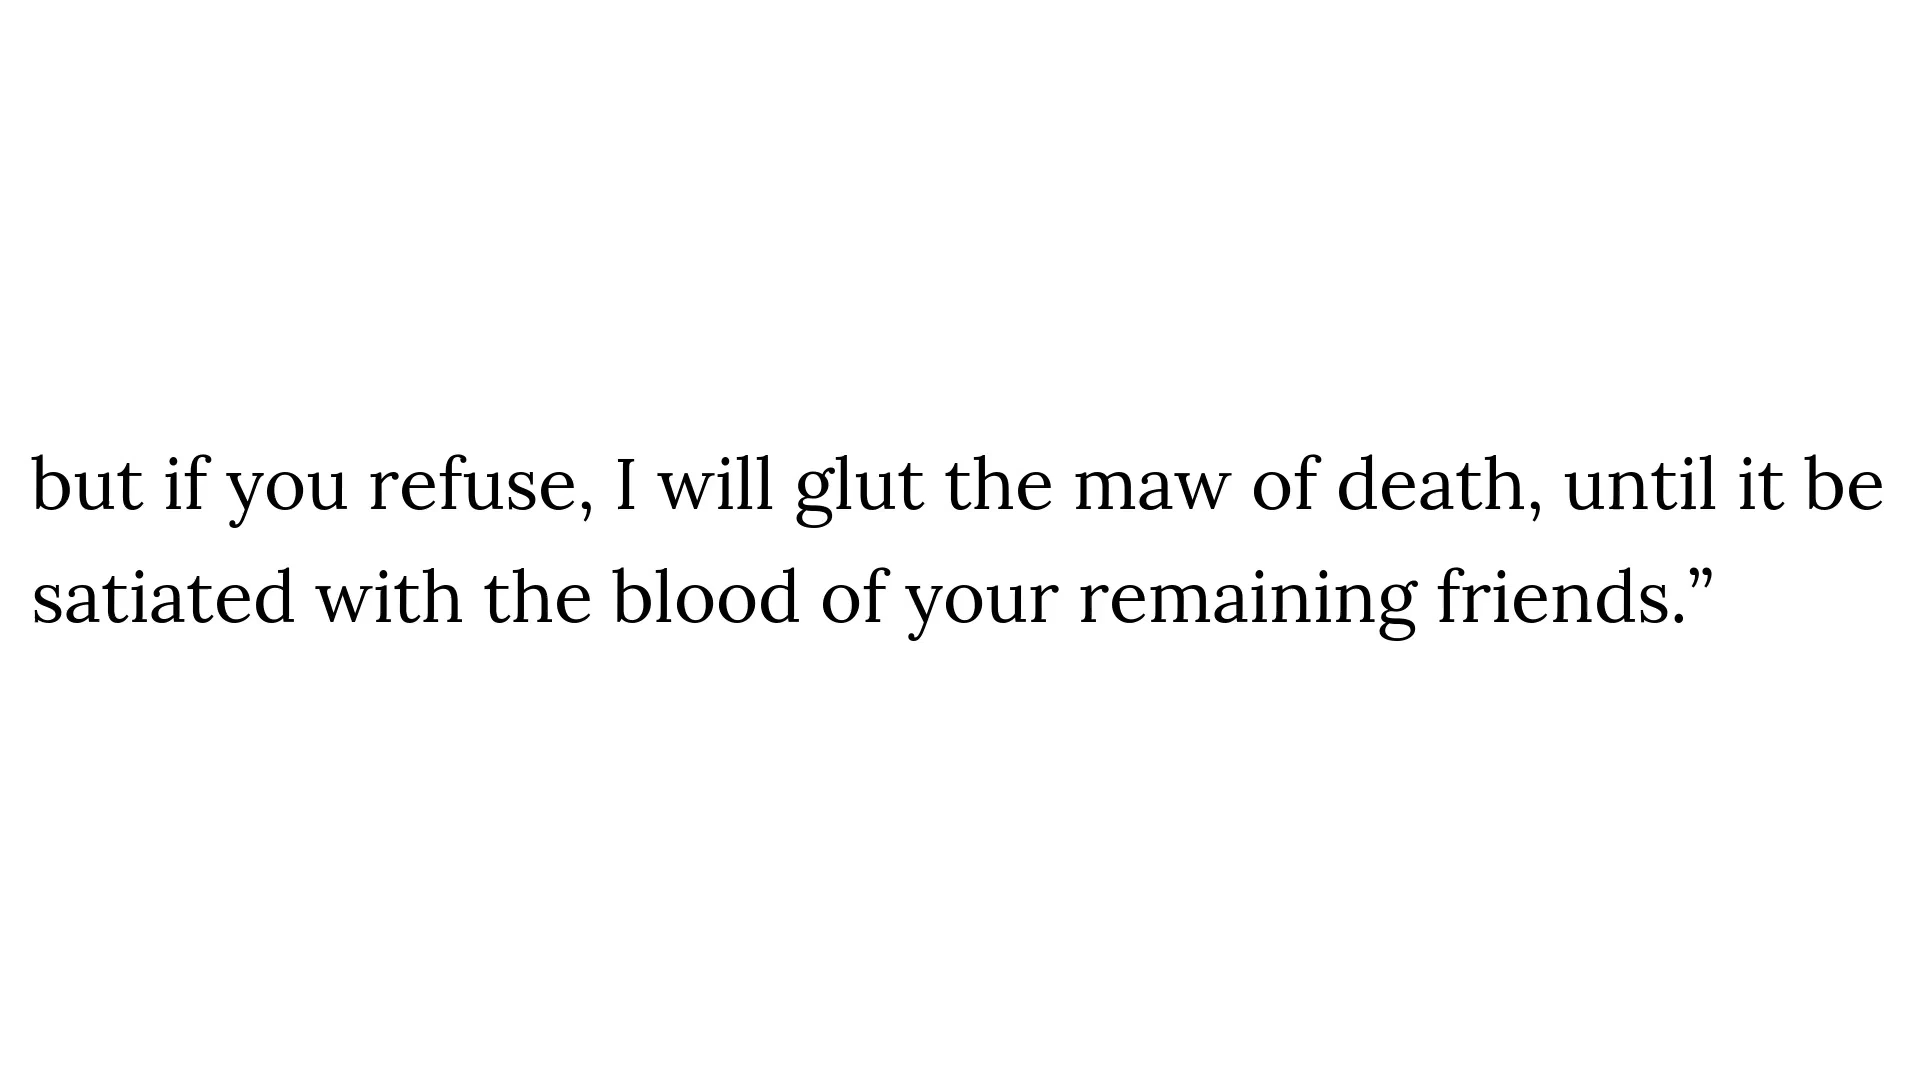 but if you refuse, I will glut the maw of death, until it be
satiated with the blood of your remaining friends.”